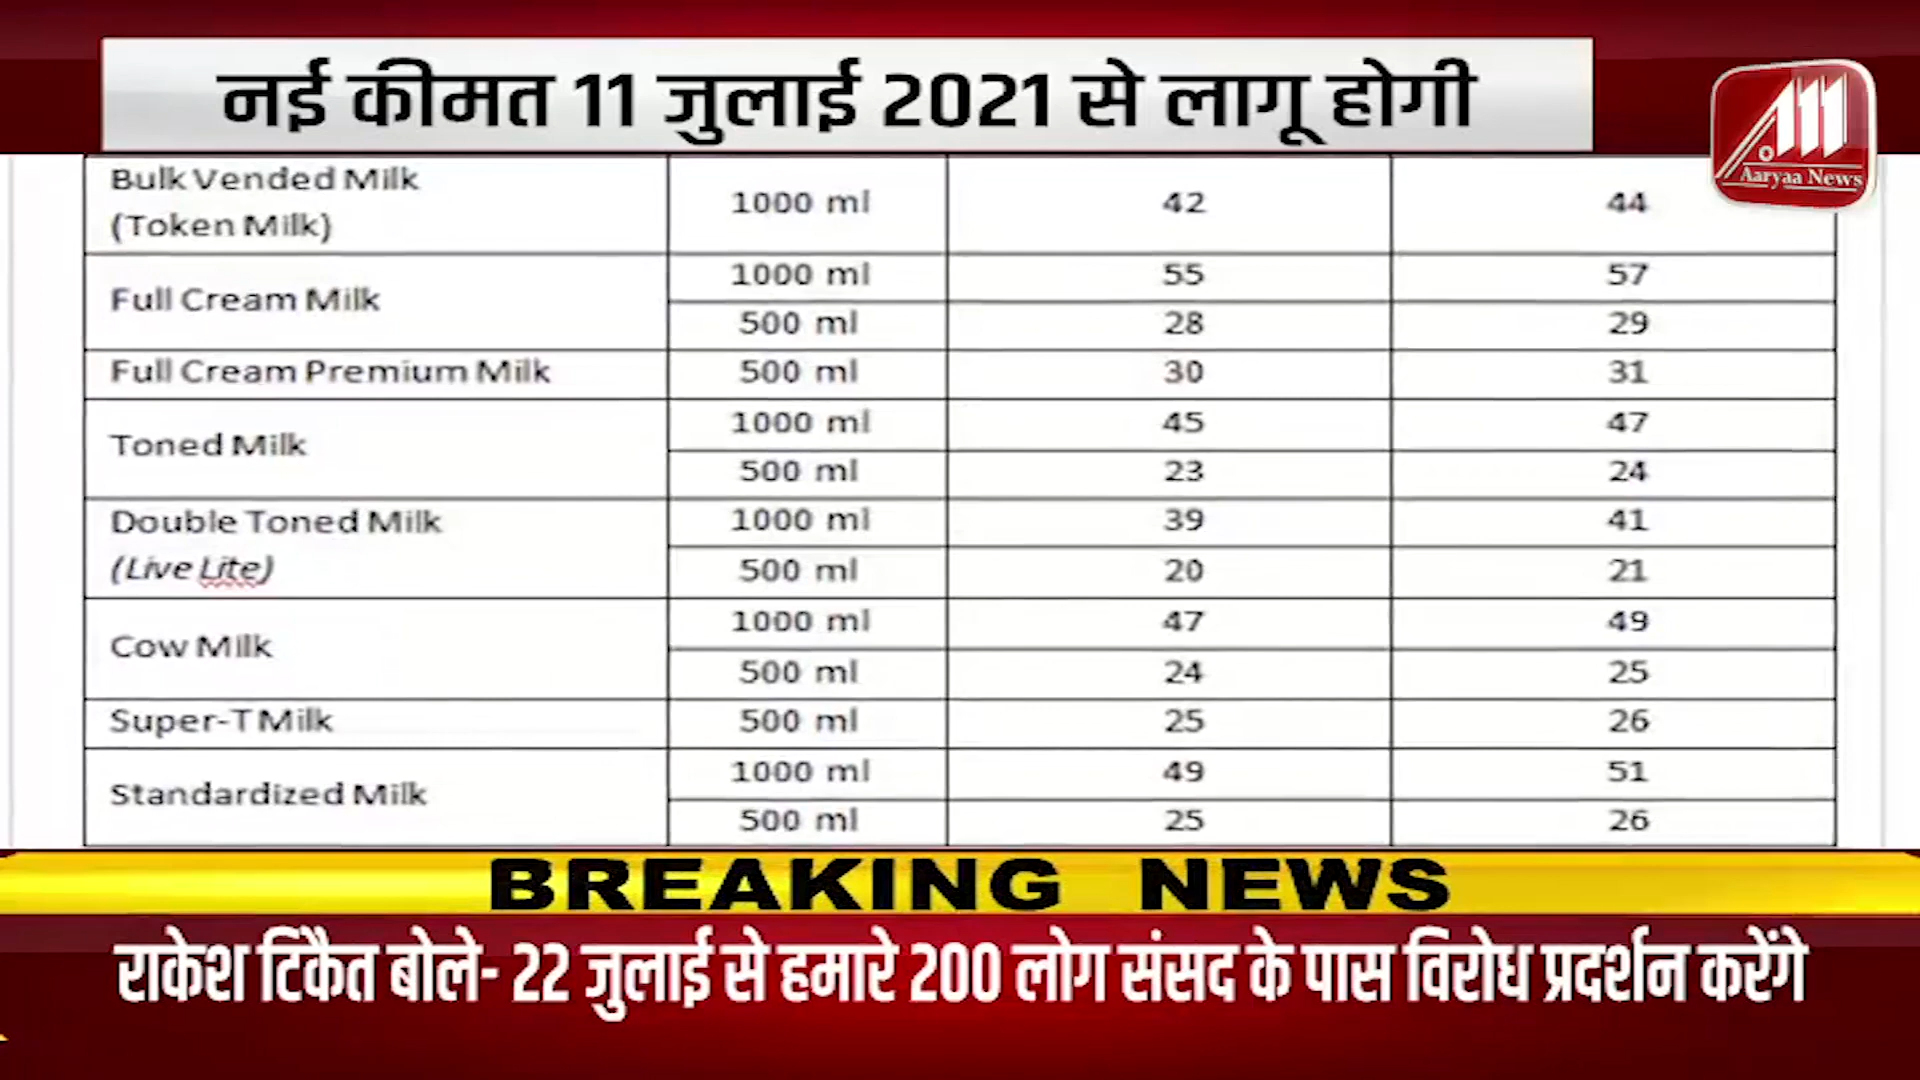 नई कीमत 11 जुलाई 2021 से लागू होगी
Aaryaa News
Bulk Vended Milk
(Token Milk) 1000 ml 42 44
Full Cream Milk 1000 ml 55 57
500 ml 28 29
Full Cream Premium Milk 500 ml 30 31
Toned Milk 1000 ml 45 47
500 ml 23 24
Double Toned Milk 1000 ml 39 41
(Live Lite) 500 ml 20 21
Cow Milk 1000 ml 47 49
500 ml 24 25
Super-T Milk 500 ml 25 26
Standardized Milk 1000 ml 49 51
500 ml 25 26
BREAKING NEWS
राकेश टिकैत बोले- 22 जुलाई से हमारे 200 लोग संसद के पास विरोध प्रदर्शन करेंगे